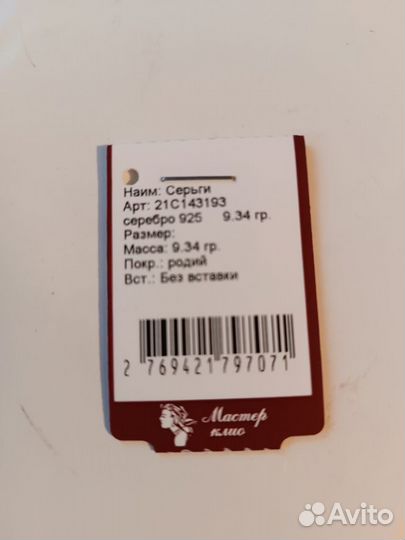 Наим: Серьги
Арт: 21С143193
серебро 925 9.34 гр.
Размер:
Масса: 9.34 гр.
Покр.: родий
Вст.: Без вставки
2 769421 797071
Мастер
клио
Avito